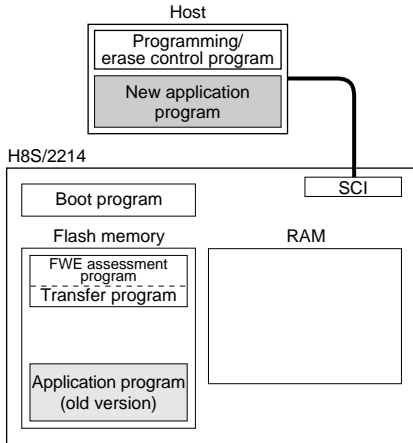 Host
Programming/
erase control program
New application
program
H8S/2214
SCI
Boot program
Flash memory
RAM
FWE assessment
program
Transfer program
Application program
(old version)